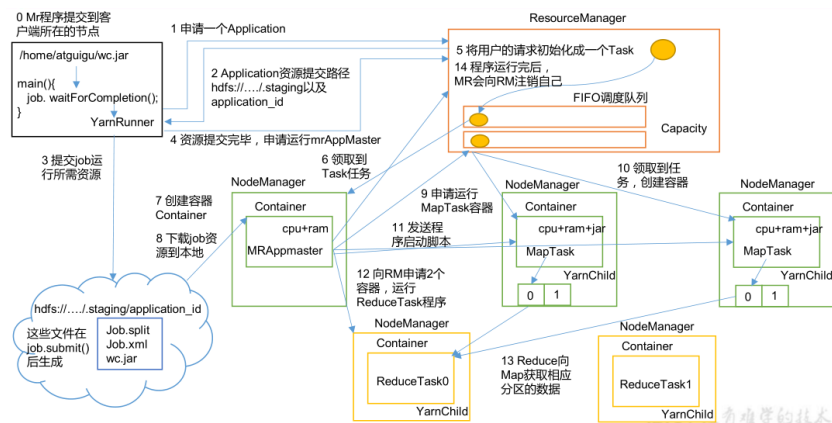 0 Mr程序提交到客
户端所在的节点
/home/atguigu/wc.jar
main(){
job. waitForCompletion();
}
YarnRunner
1 申请一个Application
2 Application资源提交路径
hdfs://…./.staging以及
application_id
4 资源提交完毕，申请运行mrAppMaster
ResourceManager
5 将用户的请求初始化成一个Task
14 程序运行完后，
MR会向RM注销自己
FIFO调度队列
Capacity
3 提交job运
行所需资源
6 领取到
Task任务
7 创建容器
Container
8 下载job资
源到本地
NodeManager
Container
cpu+ram
MRAppmaster
9 申请运行
MapTask容器
11 发送程
序启动脚本
12 向RM申请2个
容器，运行
ReduceTask程序
NodeManager
Container
cpu+ram+jar
MapTask
YarnChild
0 1
10 领取到任
务，创建容器
NodeManager
Container
cpu+ram+jar
MapTask
YarnChild
0 1
hdfs://…./.staging/application_id
这些文件在
job.submit()
后生成
Job.split
Job.xml
wc.jar
NodeManager
Container
ReduceTask0
YarnChild
13 Reduce向
Map获取相应
分区的数据
NodeManager
Container
ReduceTask1
YarnChild
学的技术